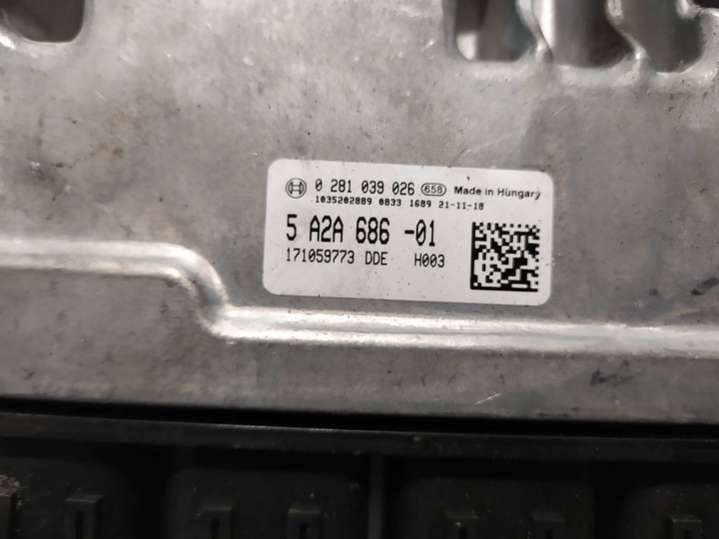 0 281 039 026 658 Made in Hungary
1035202889 0833 1689 21-11-18
5 A2A 686 -01
171059773 DDE H003